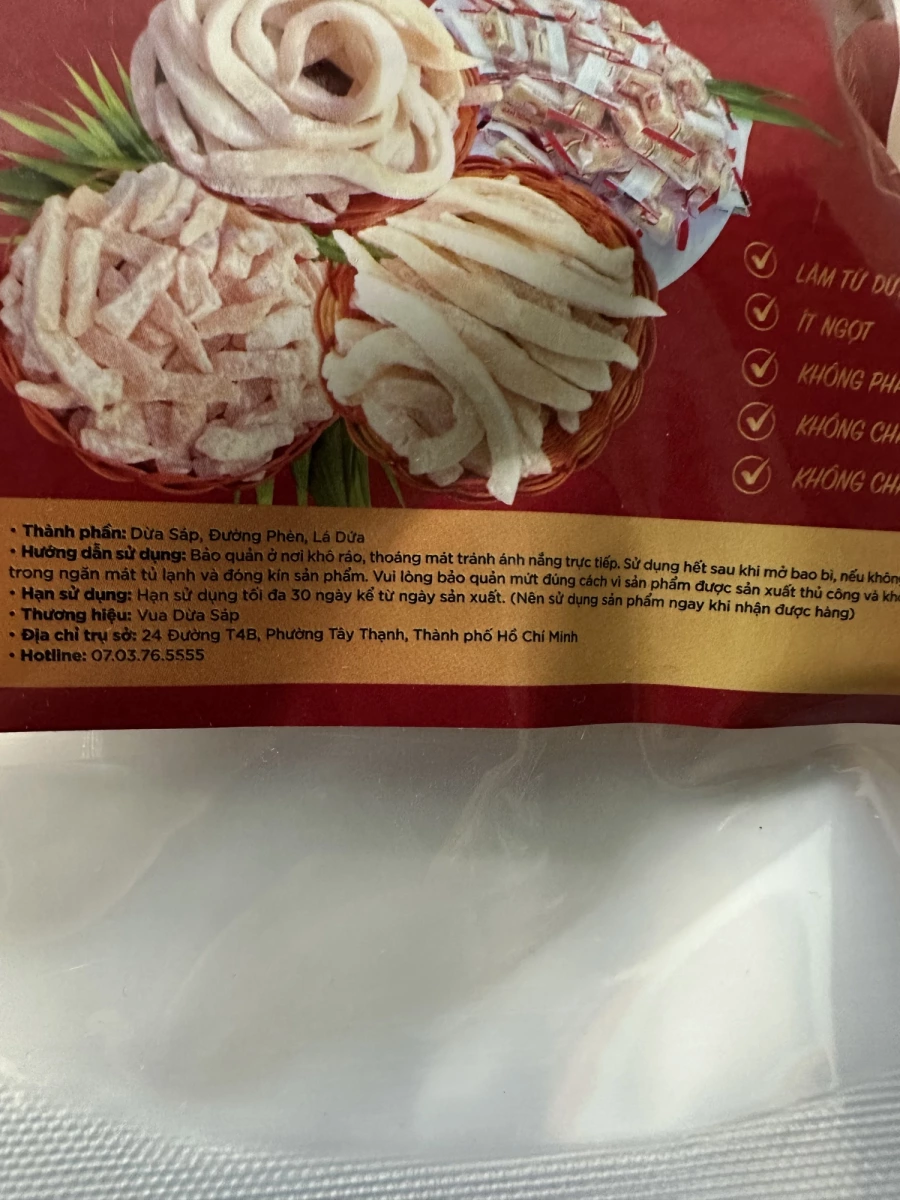 LÀM TỪ
ÍT NGỌT
KHÔNG
KHÔNG
KHÔNG
• Thành phần: Dừa Sáp, Đường Phèn, Lá Dứa
• Hướng dẫn sử dụng: Bảo quản ở nơi khô ráo, thoáng mát tránh ánh nắng trực tiếp. Sử dụng hết sau khi mở bao bì, nếu
trong ngăn mát tủ lạnh và đóng kín sản phẩm. Vui lòng bảo quản mứt đúng cách vì sản phẩm được sản xuất thủ công và
• Hạn sử dụng: Hạn sử dụng tối đa 30 ngày kể từ ngày sản xuất. (Nên sử dụng sản phẩm ngay khi nhận được hàng)
• Thương hiệu: Vua Dừa Sáp
• Địa chỉ trụ sở: 24 Đường T4B, Phường Tây Thạnh, Thành phố Hồ Chí Minh
• Hotline: 07.03.76.5555